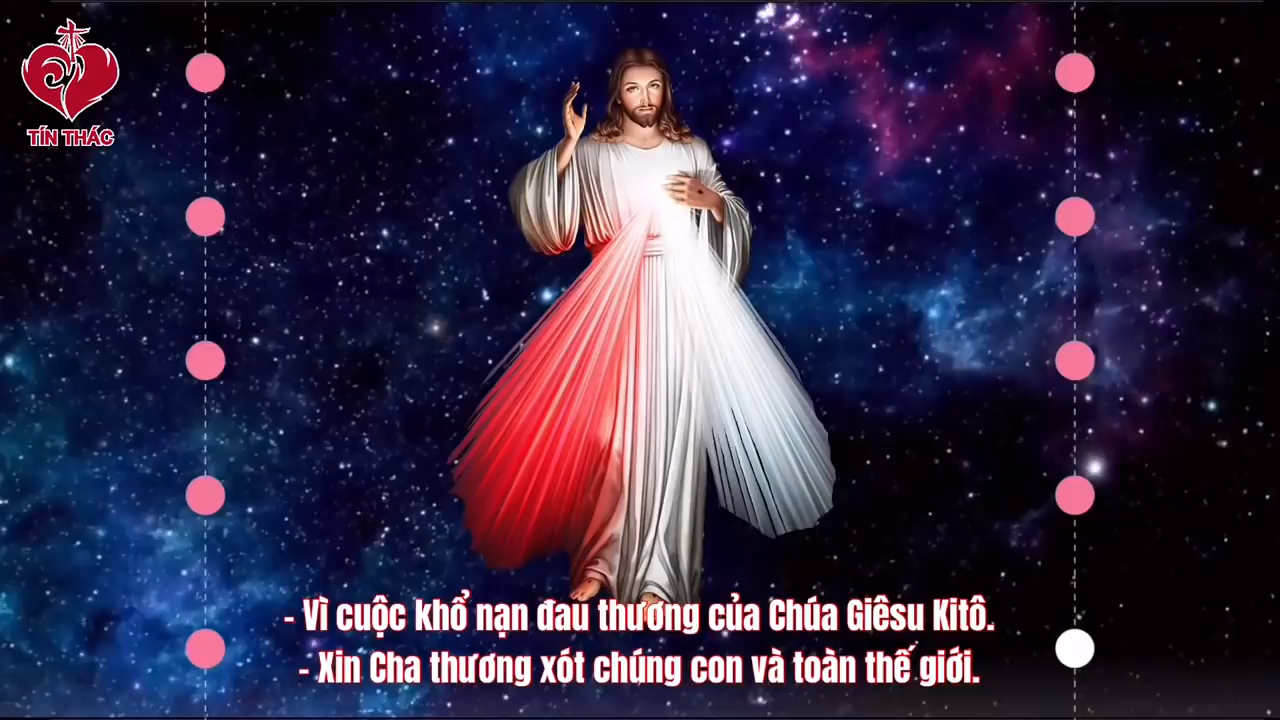 TÍN THÁC
- Vì cuộc khổ nạn đau thương của Chúa Giêsu Kitô.
- Xin Cha thương xót chúng con và toàn thế giới.